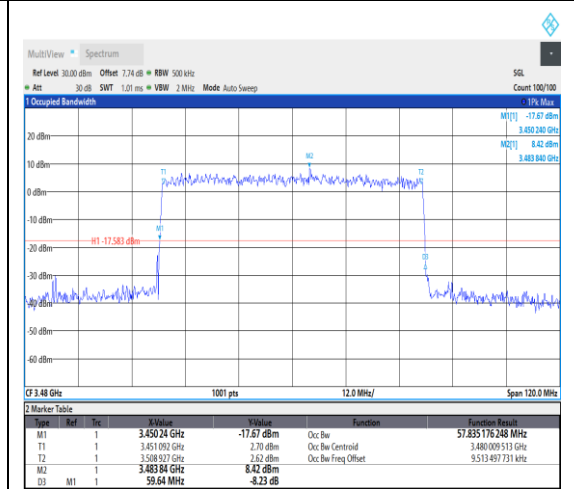 MultiView Spectrum
Ref Level 30.00 dBm Offset 7.74 dB RBW 500 kHz SGL
Att 30 dB SWT 1.01 ms VBW 2 MHz Mode Auto Sweep Count 100/100
1 Occupied Bandwidth 1Pk Max
M1[1] -17.67 dBm
3.450 240 GHz
M2[1] 8.42 dBm
3.483 840 GHz
20 dBm
M2
10 dBm
T1 T2
0 dBm
-10 dBm
M1
H1 -17.583 dBm
-20 dBm
D3
-30 dBm
-40 dBm
-50 dBm
-60 dBm
CF 3.48 GHz 1001 pts 12.0 MHz/ Span 120.0 MHz
2 Marker Table
Type Ref Trc X-Value Y-Value Function Function Result
M1 1 3.450 24 GHz -17.67 dBm Occ Bw 57.835 176 248 MHz
T1 1 3.451 092 GHz 2.70 dBm Occ Bw Centroid 3.480 009 513 GHz
T2 1 3.508 927 GHz 2.62 dBm Occ Bw Freq Offset 9.513 497 731 kHz
M2 1 3.483 84 GHz 8.42 dBm
D3 M1 1 59.64 MHz -8.23 dB